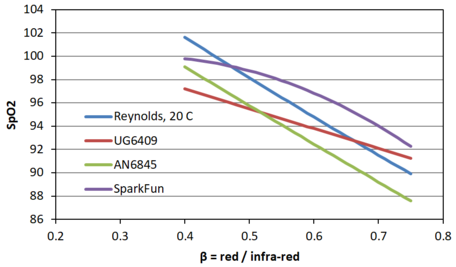 104
102
100
98
96
94
92
90
88
86
SpO2
Reynolds, 20 C
UG6409
AN6845
SparkFun
0.2 0.3 0.4 0.5 0.6 0.7 0.8
β = red / infra-red